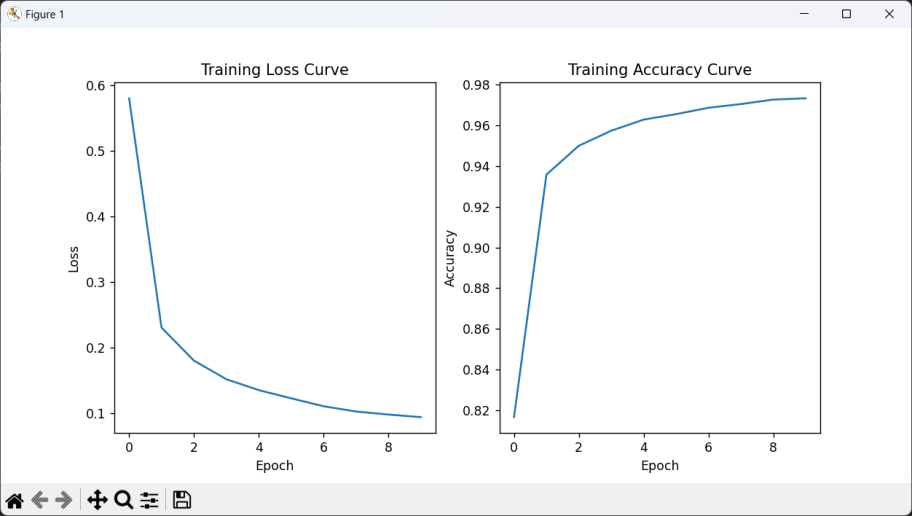 Figure 1
Training Loss Curve
0.6
0.5
0.4
0.3
0.2
0.1
Loss
0 2 4 6 8
Epoch
Training Accuracy Curve
0.98
0.96
0.94
0.92
0.90
0.88
0.86
0.84
0.82
Accuracy
0 2 4 6 8
Epoch